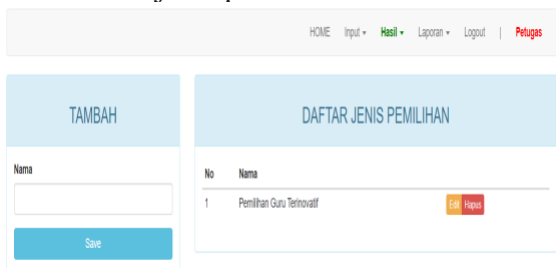 HOME Input Hasil Laporan Logout | Petugas
TAMBAH
Nama
Save
DAFTAR JENIS PEMILIHAN
No Nama
1 Pemilihan Guru Terinovatif Edit Hapus